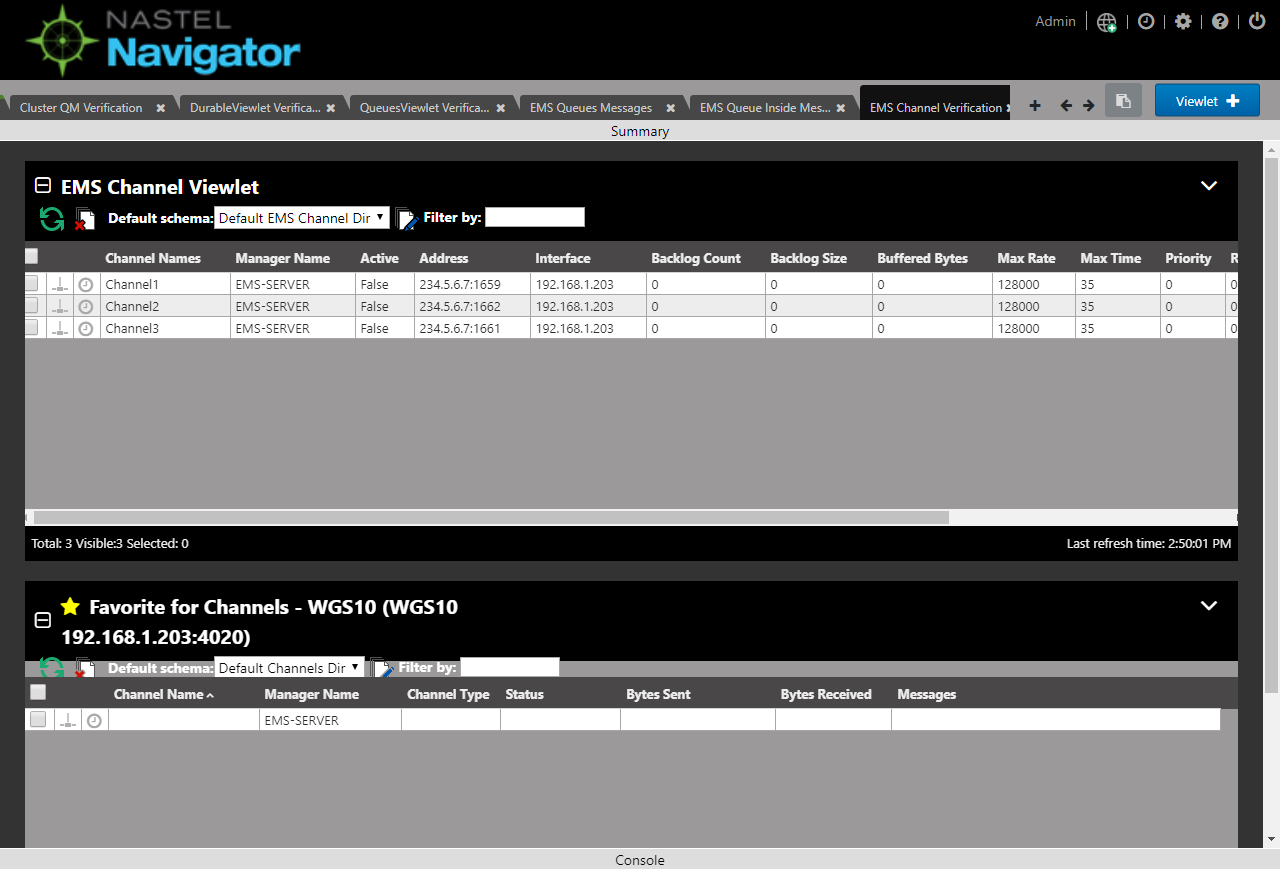 NASTEL
Navigator
Admin
Cluster QM Verification
DurableViewlet Verifica...
QueuesViewlet Verifica...
EMS Queues Messages
EMS Queue Inside Mes...
EMS Channel Verification
Viewlet
Summary
EMS Channel Viewlet
Default schema: Default EMS Channel Dir Filter by:
Channel Names Manager Name Active Address Interface Backlog Count Backlog Size Buffered Bytes Max Rate Max Time Priority R
Channel1 EMS-SERVER False 234.5.6.7:1659 192.168.1.203 0 0 0 128000 35 0 0
Channel2 EMS-SERVER False 234.5.6.7:1662 192.168.1.203 0 0 0 128000 35 0 0
Channel3 EMS-SERVER False 234.5.6.7:1661 192.168.1.203 0 0 0 128000 35 0 0
Total: 3 Visible:3 Selected: 0
Last refresh time: 2:50:01 PM
Favorite for Channels - WGS10 (WGS10
192.168.1.203:4020)
Default schema: Default Channels Dir Filter by:
Channel Name Manager Name Channel Type Status Bytes Sent Bytes Received Messages
EMS-SERVER
Console